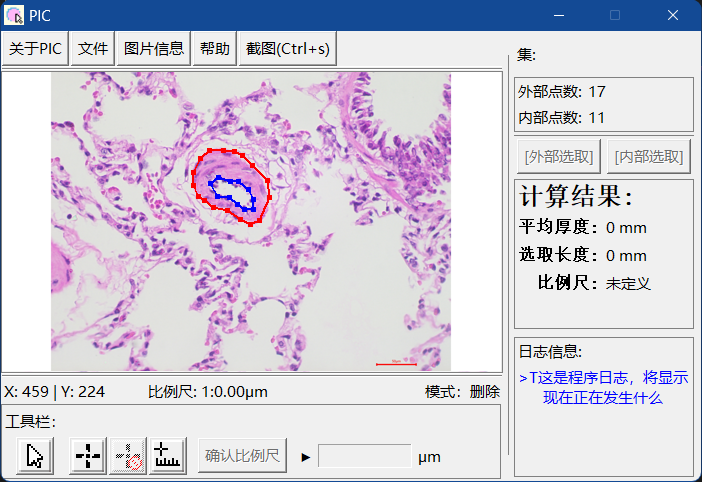 PIC
关于PIC 文件 图片信息 帮助 截图(Ctrl+s)
集:
外部点数: 17
内部点数: 11
[外部选取] [内部选取]
计算结果:
平均厚度: 0 mm
选取长度: 0 mm
比例尺: 未定义
日志信息:
>T这是程序日志，将显示
现在正在发生什么
X: 459 | Y: 224 比例尺: 1:0.00μm 模式：删除
工具栏:
确认比例尺 ▶ μm